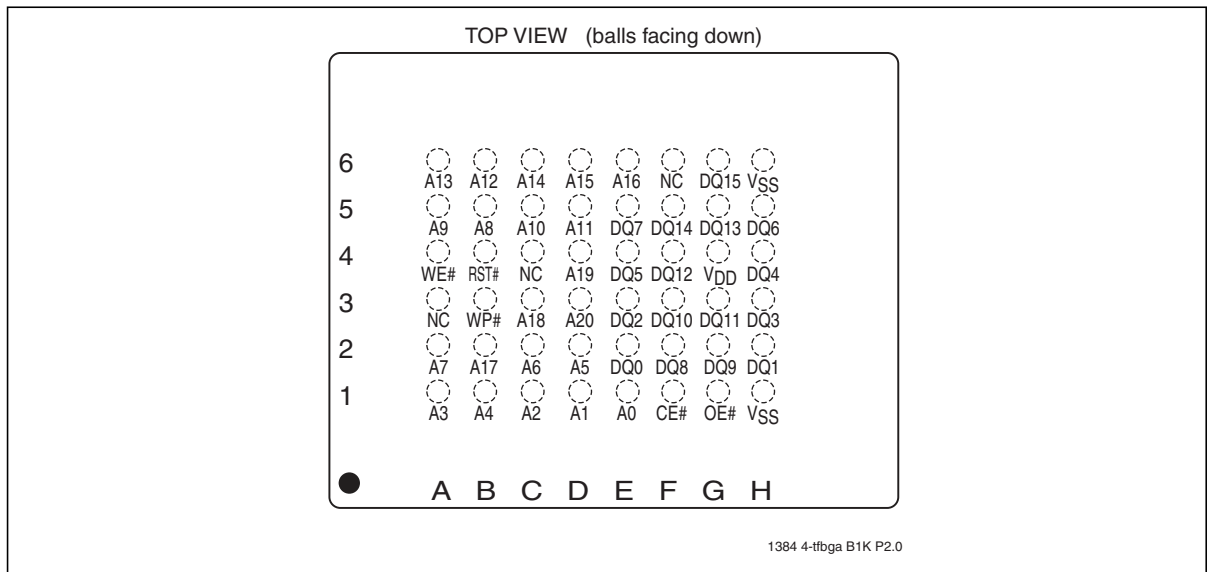 TOP VIEW (balls facing down)
6
A13 A12 A14 A15 A16 NC DQ15 VSS
5
A9 A8 A10 A11 DQ7 DQ14 DQ13 DQ6
4
WE# RST# NC A19 DQ5 DQ12 VDD DQ4
3
NC WP# A18 A20 DQ2 DQ10 DQ11 DQ3
2
A7 A17 A6 A5 DQ0 DQ8 DQ9 DQ1
1
A3 A4 A2 A1 A0 CE# OE# VSS
A B C D E F G H
1384 4-tfbga B1K P2.0